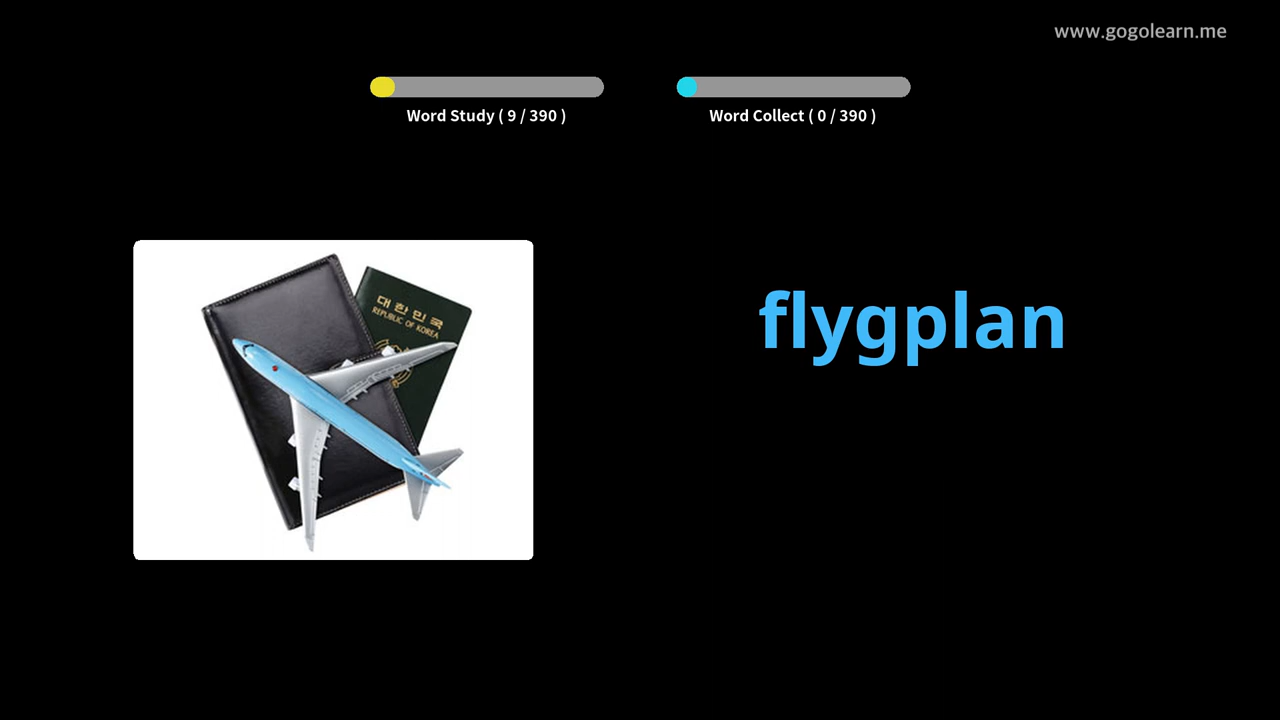 www.gogolearn.me
Word Study ( 9 / 390 )
Word Collect ( 0 / 390 )
대한민국
REPUBLIC OF KOREA
flygplan